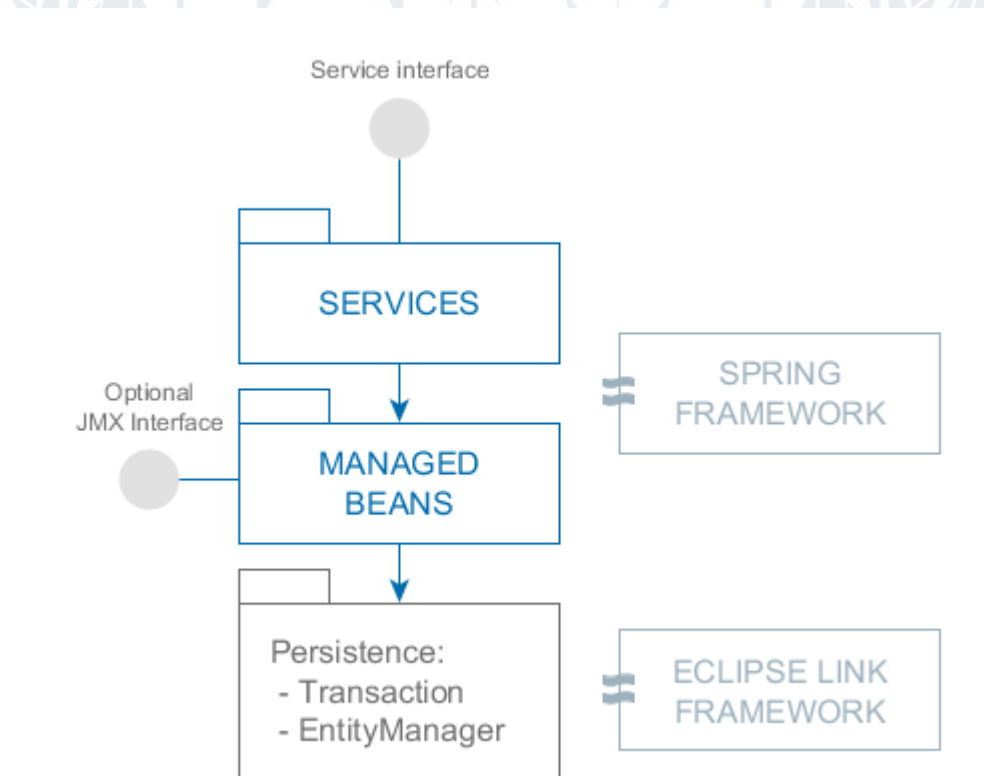 Service interface
SERVICES
SPRING
FRAMEWORK
Optional
JMX Interface
MANAGED
BEANS
Persistence:
- Transaction
- EntityManager
ECLIPSE LINK
FRAMEWORK